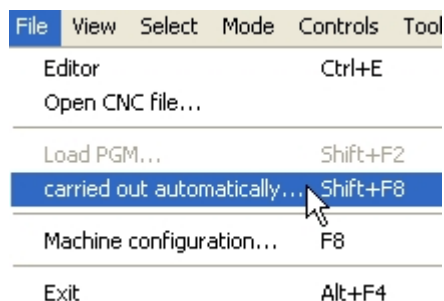 File View Select Mode Controls Tool
Editor Ctrl+E
Open CNC file...
Load PGM... Shift+F2
carried out automatically... Shift+F8
Machine configuration... F8
Exit Alt+F4